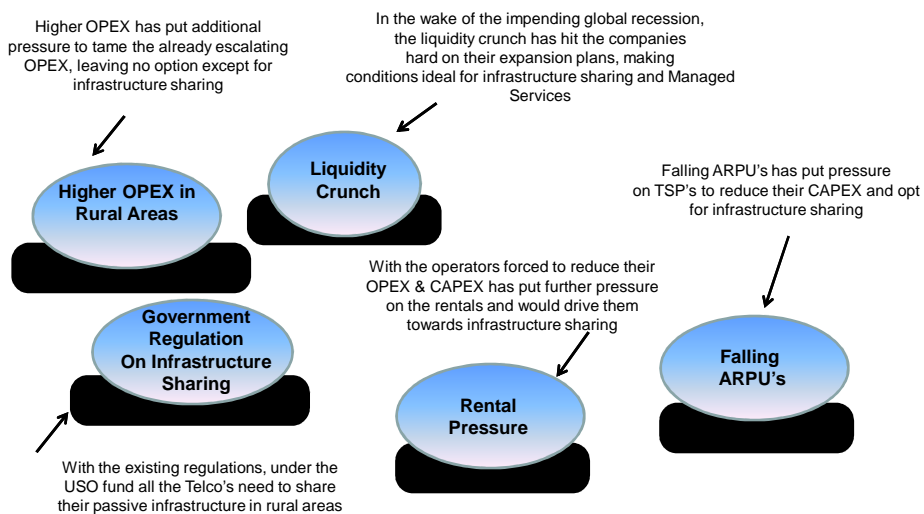 Higher OPEX has put additional
pressure to tame the already escalating
OPEX, leaving no option except for
infrastructure sharing
In the wake of the impending global recession,
the liquidity crunch has hit the companies
hard on their expansion plans, making
conditions ideal for infrastructure sharing and Managed
Services
Higher OPEX in
Rural Areas
Liquidity
Crunch
Falling ARPU's has put pressure
on TSP's to reduce their CAPEX and opt
for infrastructure sharing
With the operators forced to reduce their
OPEX & CAPEX has put further pressure
on the rentals and would drive them
towards infrastructure sharing
Government
Regulation
On Infrastructure
Sharing
Falling
ARPU's
Rental
Pressure
With the existing regulations, under the
USO fund all the Telco's need to share
their passive infrastructure in rural areas